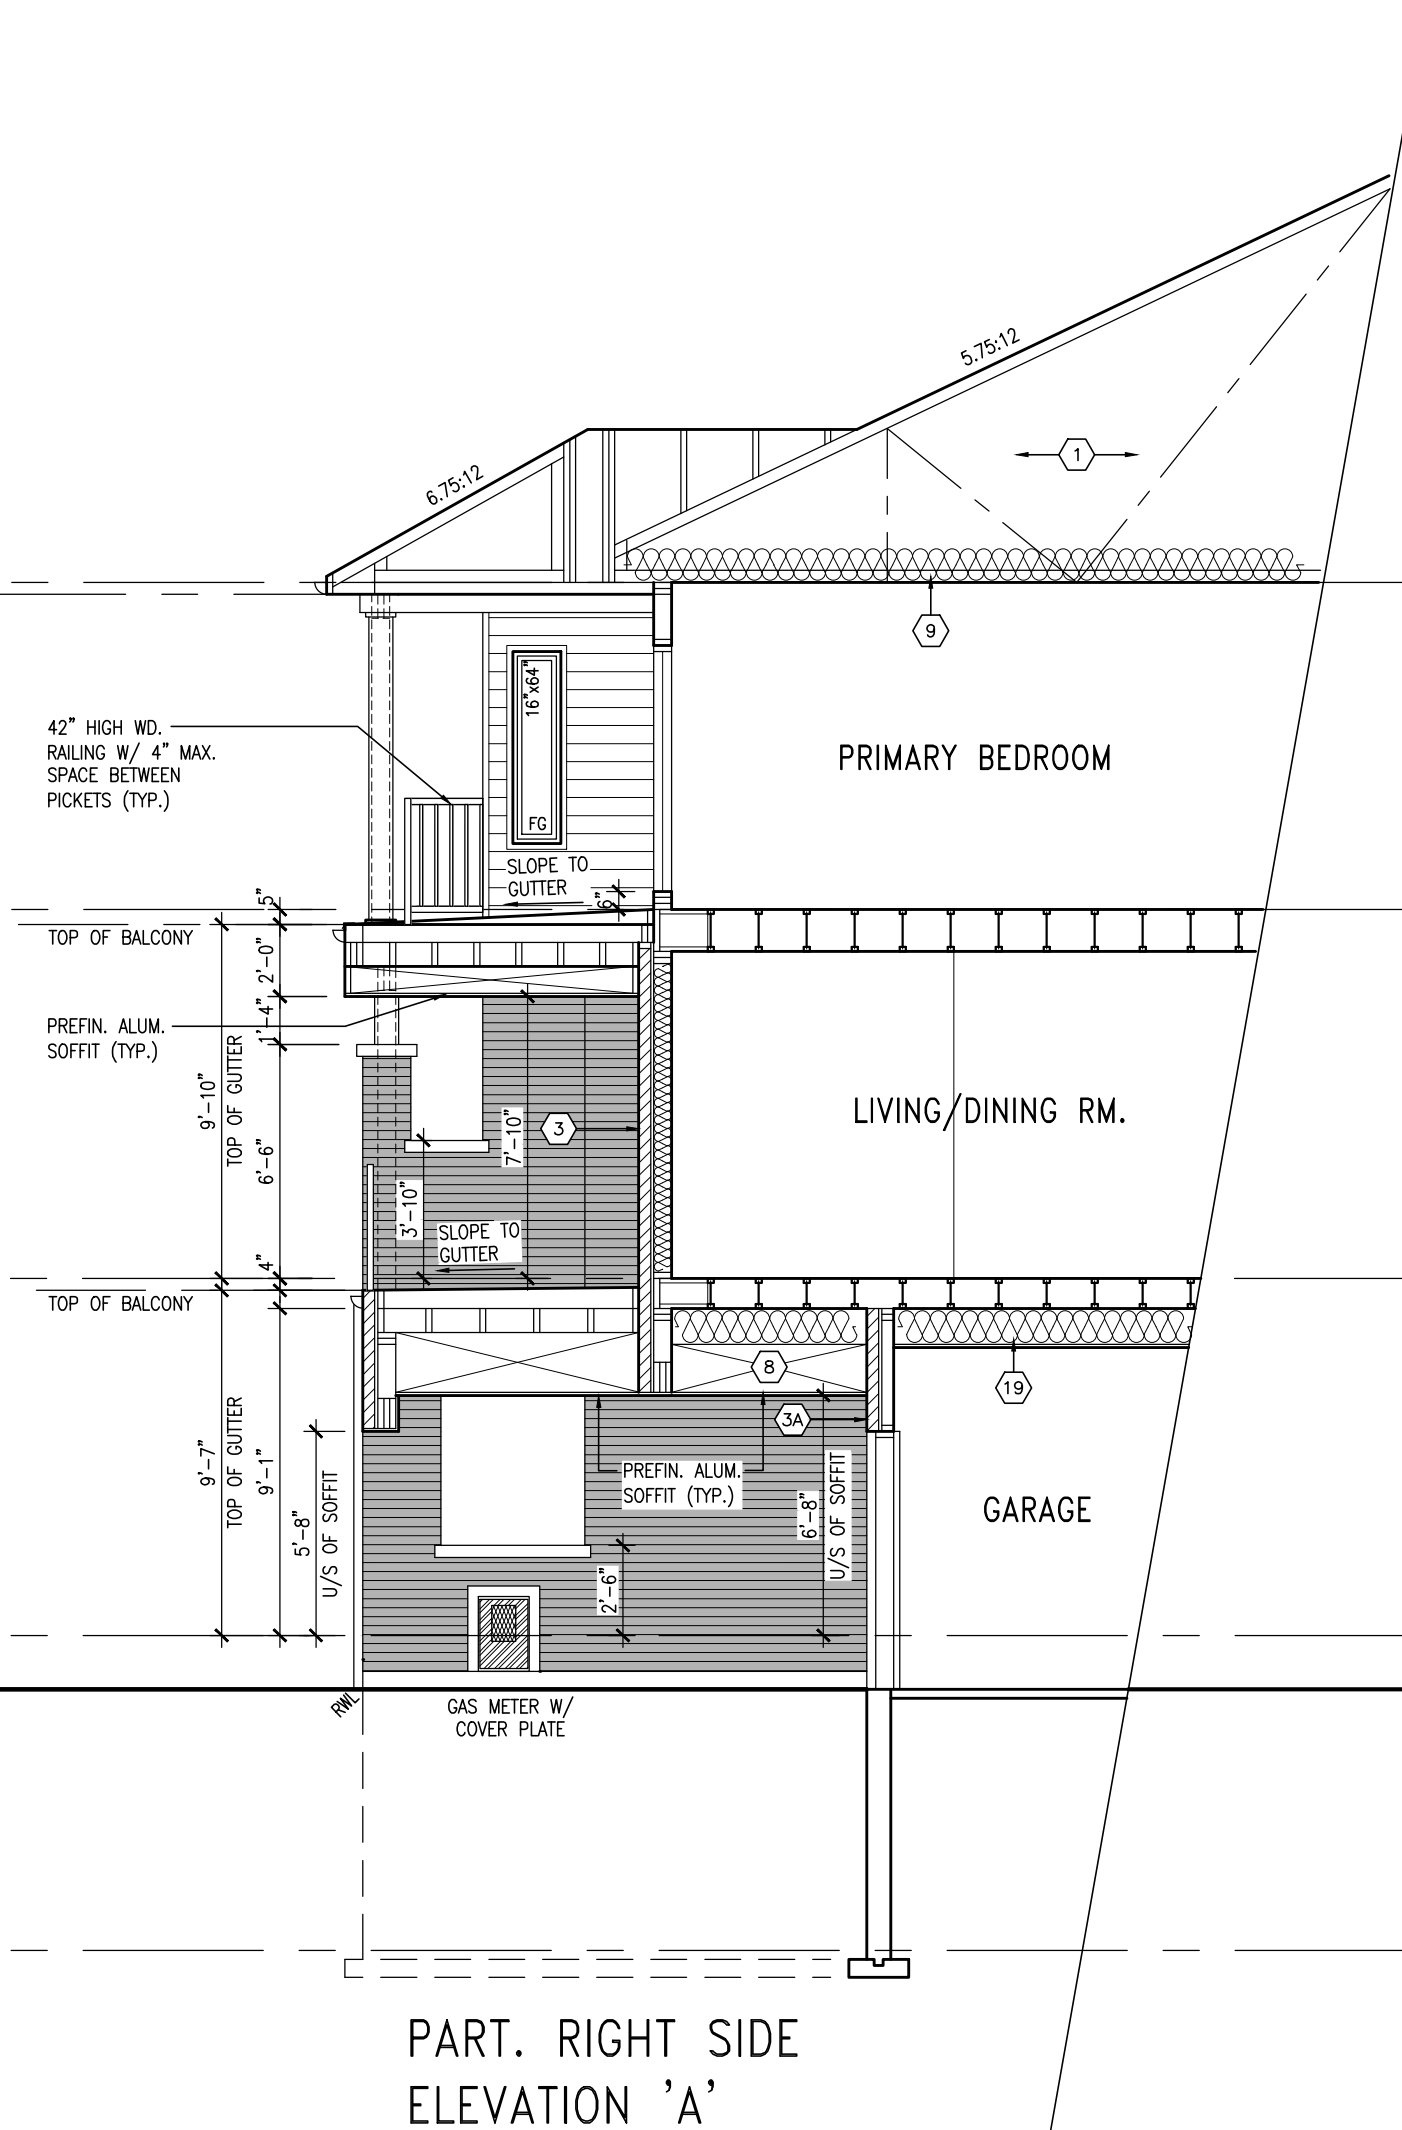 5.75:12
6.75:12
1
9
16"x64"
FG
42" HIGH WD.
RAILING W/ 4" MAX.
SPACE BETWEEN
PICKETS (TYP.)
PRIMARY BEDROOM
SLOPE TO
GUTTER
6"
5"
TOP OF BALCONY
2'-0"
1'-4"
PREFIN. ALUM.
SOFFIT (TYP.)
9'-10"
TOP OF GUTTER
6'-6"
7'-10"
3
LIVING/DINING RM.
3'-10"
SLOPE TO
GUTTER
4"
TOP OF BALCONY
8
19
3A
9'-7"
TOP OF GUTTER
9'-1"
5'-8"
U/S OF SOFFIT
PREFIN. ALUM.
SOFFIT (TYP.)
6'-8"
U/S OF SOFFIT
GARAGE
2'-6"
RWL
GAS METER W/
COVER PLATE
PART. RIGHT SIDE
ELEVATION 'A'